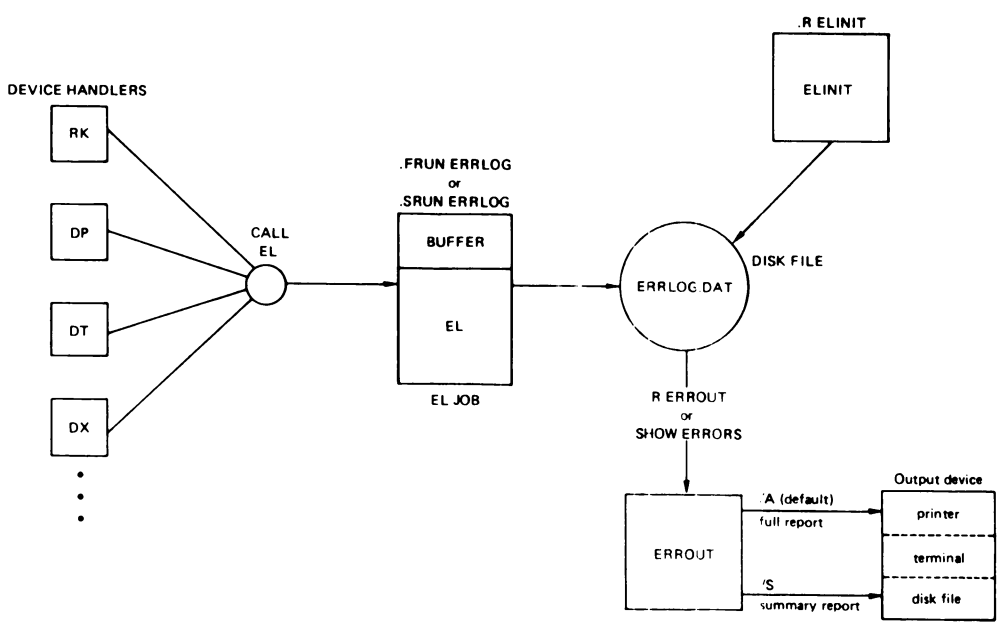 .R ELINIT
ELINIT
DEVICE HANDLERS
RK
DP
DT
DX
CALL
EL
.FRUN ERRLOG
or
.SRUN ERRLOG
BUFFER
EL
EL JOB
ERRLOG.DAT
DISK FILE
R ERROUT
or
SHOW ERRORS
ERROUT
/A (default)
full report
/S
summary report
Output device
printer
terminal
disk file